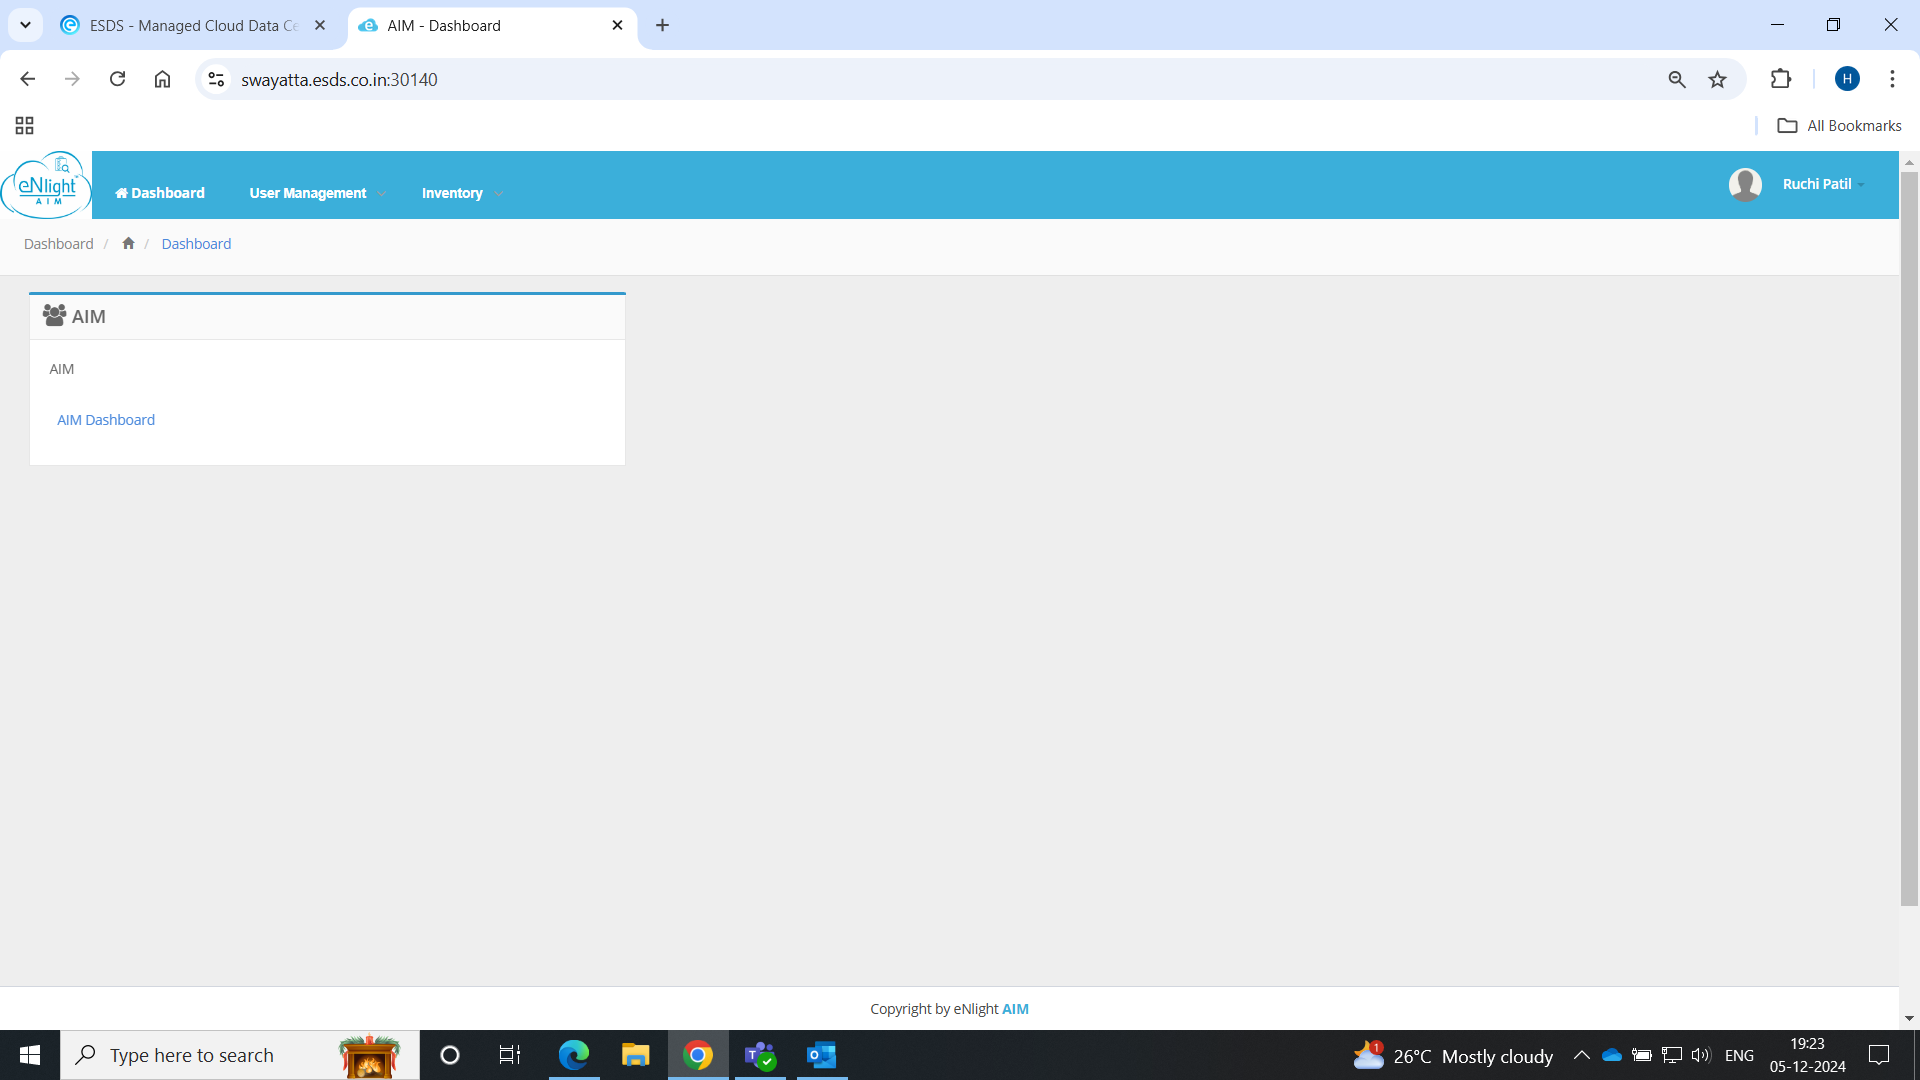 ESDS - Managed Cloud Data Ce
AIM - Dashboard
swayatta.esds.co.in:30140
H
All Bookmarks
eNlight
AIM
Dashboard
User Management
Inventory
Ruchi Patil
Dashboard / / Dashboard
AIM
AIM
AIM Dashboard
Copyright by eNlight AIM
Type here to search
1
26°C Mostly cloudy
ENG
19:23
05-12-2024